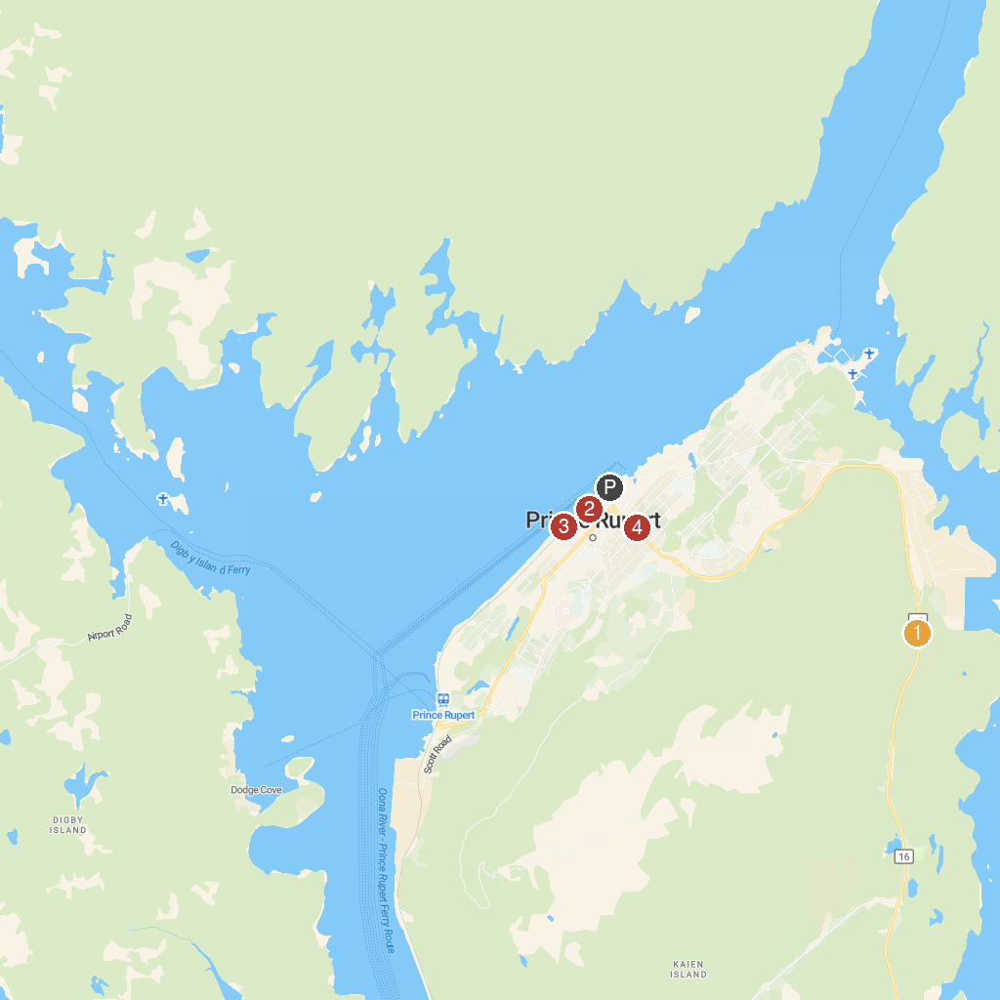 P
2
3
Prince Rupert
4
Digby Island Ferry
Airport Road
1
Prince Rupert
Scott Road
Dodge Cove
DIGBY
ISLAND
Oona River - Prince Rupert Ferry Route
16
KAIEN
ISLAND